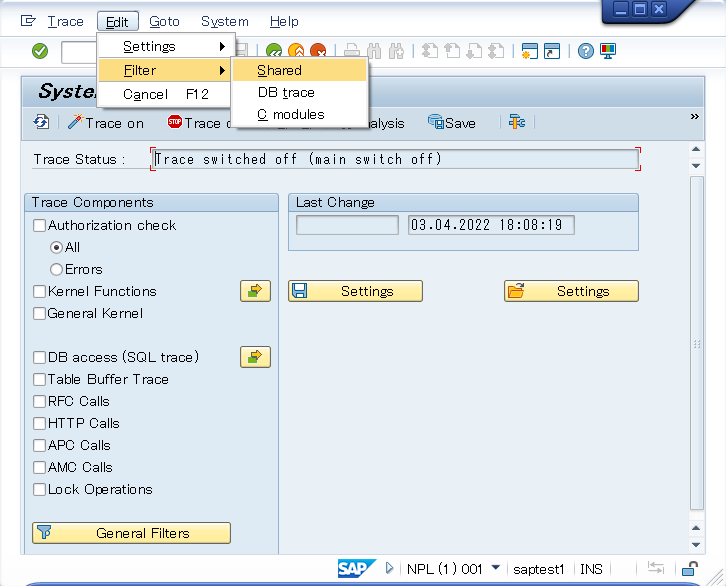 Trace Edit Goto System Help
Settings
Filter
Cancel F12
Shared
DB trace
C modules
Trace on
STOP Trace
Save
Trace Status :
Trace switched off (main switch off)
Trace Components
Last Change
Authorization check
03.04.2022 18:08:19
All
Errors
Kernel Functions
Settings
Settings
General Kernel
DB access (SQL trace)
Table Buffer Trace
RFC Calls
HTTP Calls
APC Calls
AMC Calls
Lock Operations
General Filters
SAP NPL (1) 001 saptest1 INS